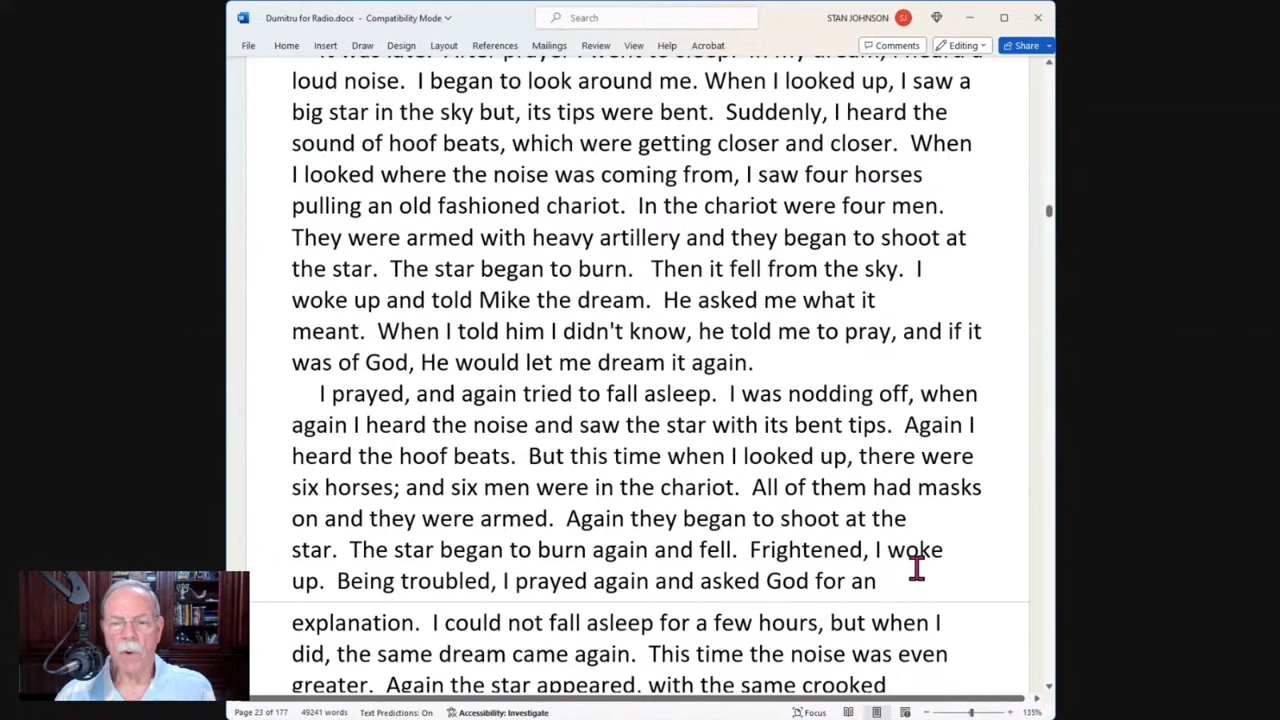 Dumitru for Radio.docx - Compatibility Mode
Search
STAN JOHNSON
SJ
File Home Insert Draw Design Layout References Mailings Review View Help Acrobat
Comments
Editing
Share
loud noise.  I began to look around me. When I looked up, I saw a
big star in the sky but, its tips were bent.  Suddenly, I heard the
sound of hoof beats, which were getting closer and closer.  When
I looked where the noise was coming from, I saw four horses
pulling an old fashioned chariot.  In the chariot were four men.
They were armed with heavy artillery and they began to shoot at
the star.  The star began to burn.   Then it fell from the sky.  I
woke up and told Mike the dream.  He asked me what it
meant.  When I told him I didn't know, he told me to pray, and if it
was of God, He would let me dream it again.
I prayed, and again tried to fall asleep.  I was nodding off, when
again I heard the noise and saw the star with its bent tips.  Again I
heard the hoof beats.  But this time when I looked up, there were
six horses; and six men were in the chariot.  All of them had masks
on and they were armed.  Again they began to shoot at the
star.  The star began to burn again and fell.  Frightened, I woke
up.  Being troubled, I prayed again and asked God for an
explanation.  I could not fall asleep for a few hours, but when I
did, the same dream came again.  This time the noise was even
greater.  Again the star appeared, with the same crooked
Page 23 of 177 49241 words Text Predictions: On Accessibility: Investigate Focus 135%